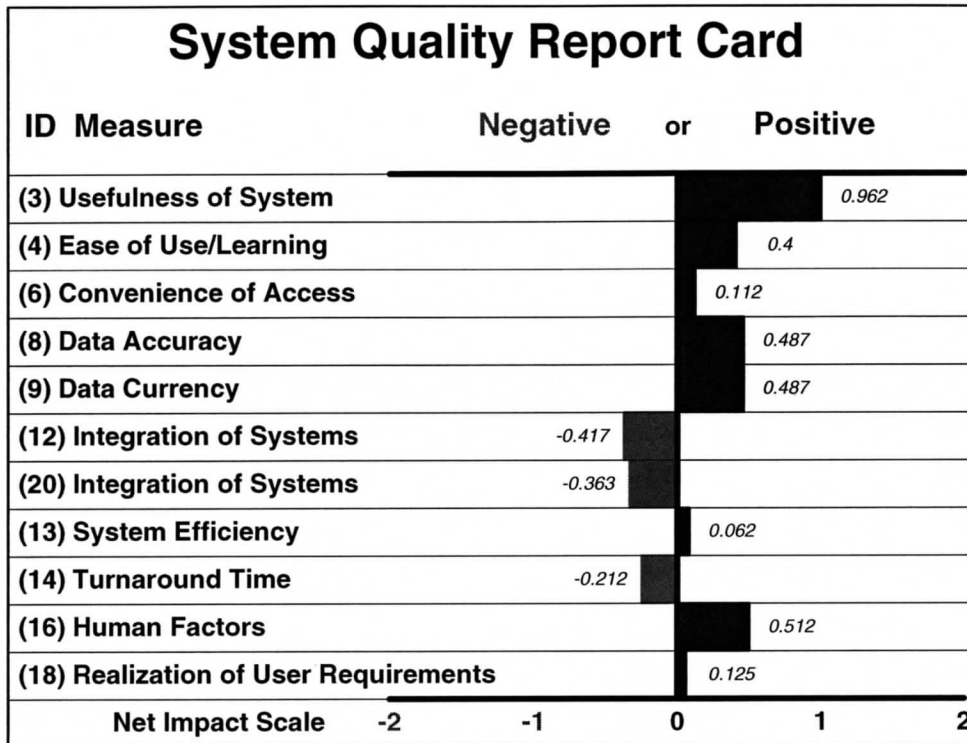 System Quality Report Card
ID Measure Negative or Positive
(3) Usefulness of System 0.962
(4) Ease of Use/Learning 0.4
(6) Convenience of Access 0.112
(8) Data Accuracy 0.487
(9) Data Currency 0.487
(12) Integration of Systems -0.417
(20) Integration of Systems -0.363
(13) System Efficiency 0.062
(14) Turnaround Time -0.212
(16) Human Factors 0.512
(18) Realization of User Requirements 0.125
Net Impact Scale -2 -1 0 1 2